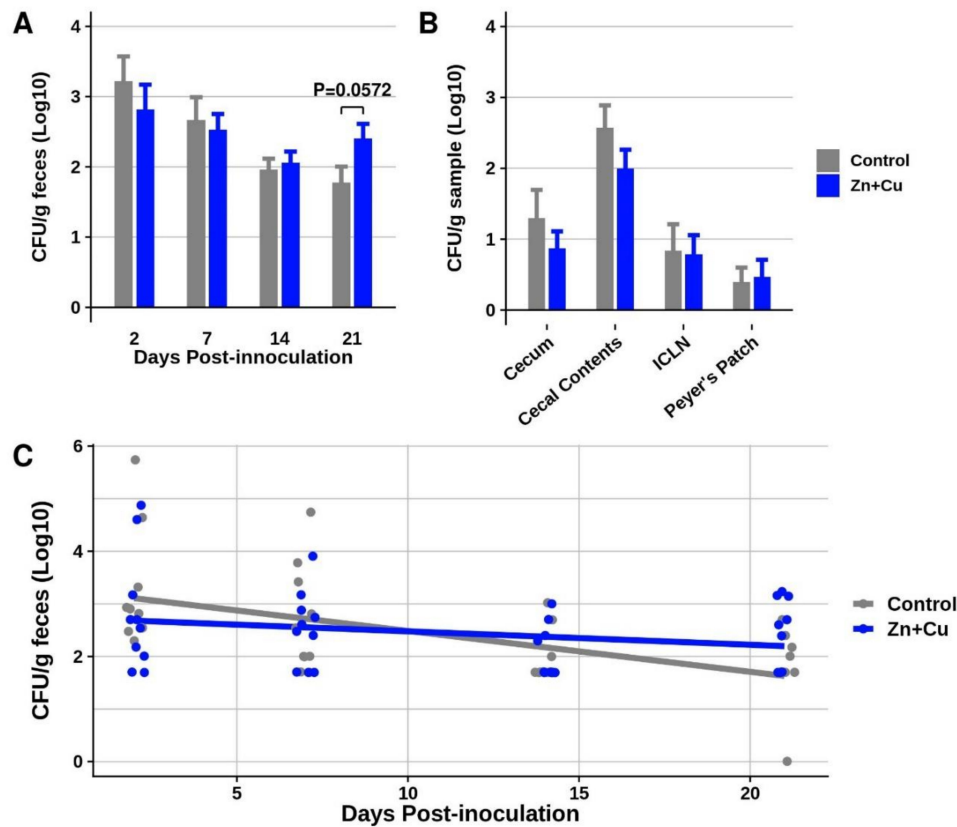 A
CFU/g feces (Log10)
4
3
2
1
0
P=0.0572
2 7 14 21
Days Post-innoculation
B
CFU/g sample (Log10)
4
3
2
1
0
Cecum
Cecal Contents
ICLN
Peyer's Patch
Control
Zn+Cu
C
CFU/g feces (Log10)
6
4
2
0
5 10 15 20
Days Post-inoculation
Control
Zn+Cu